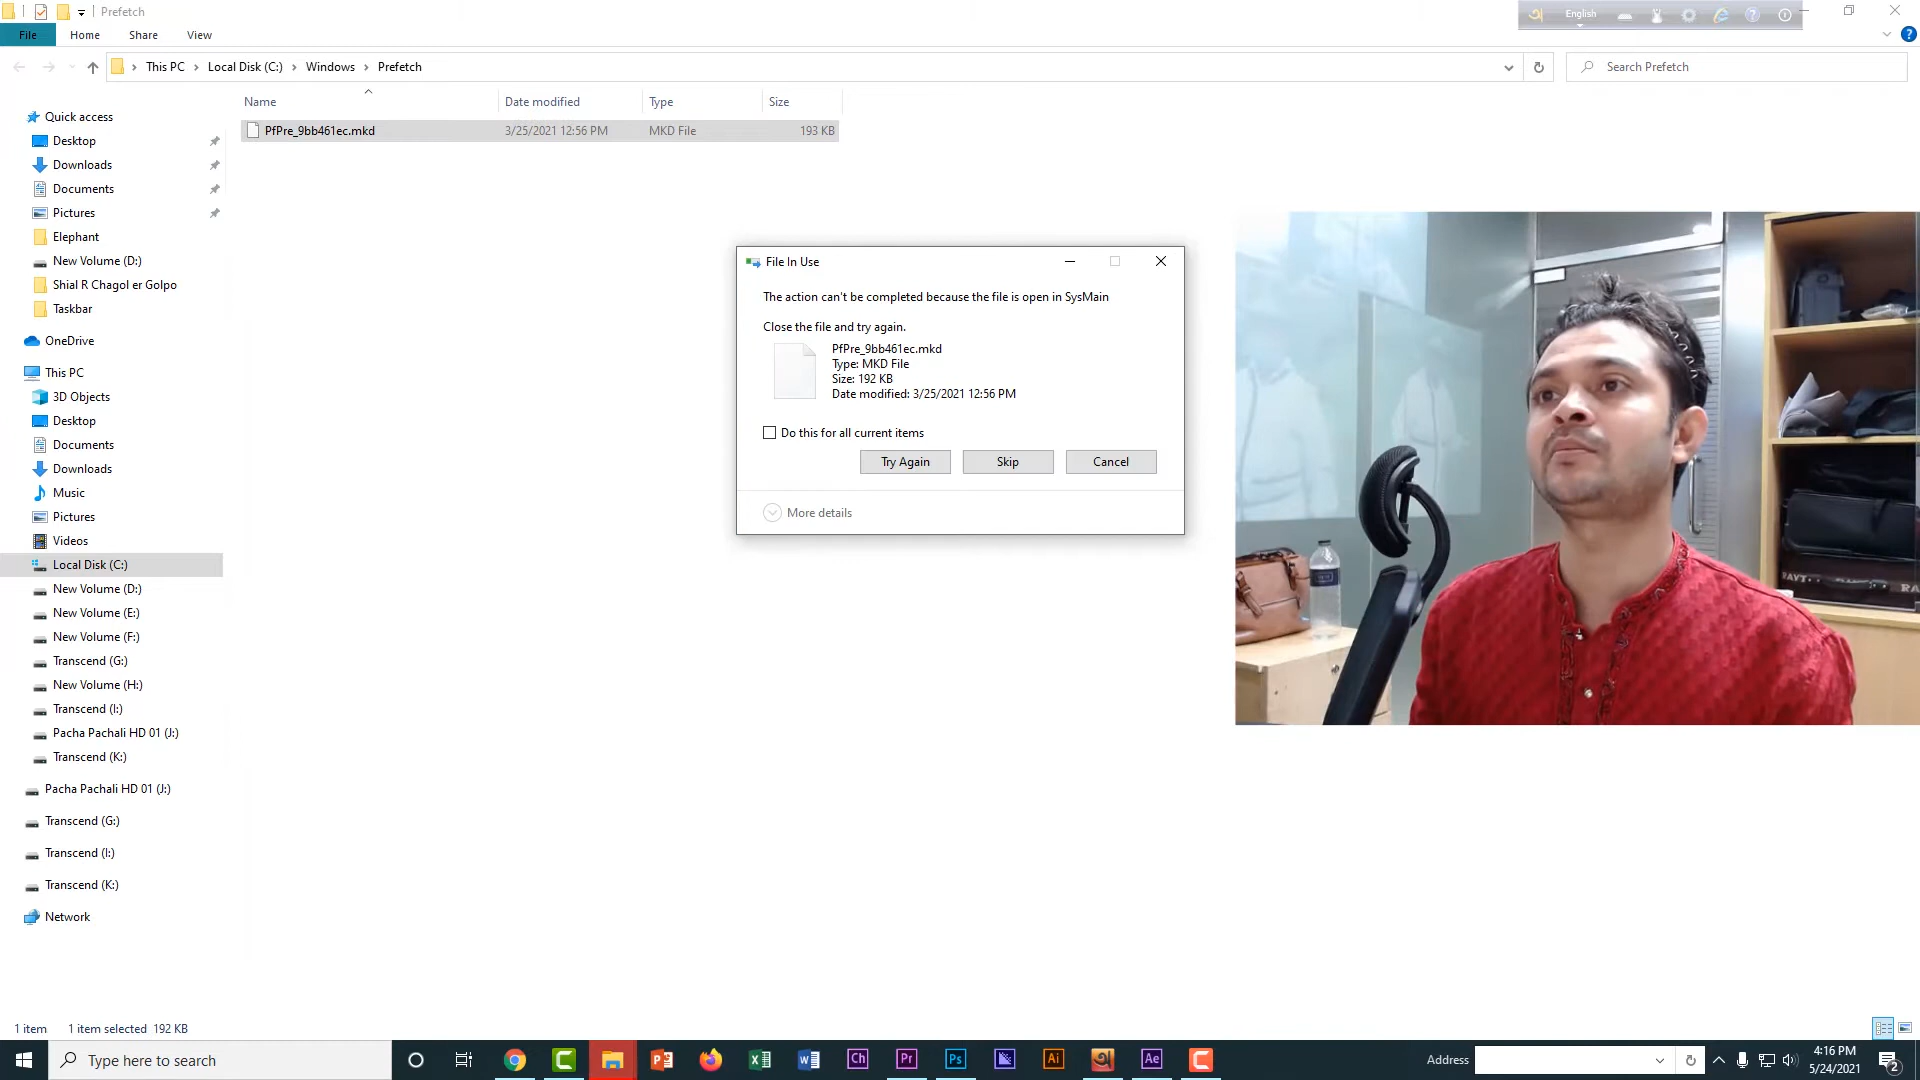 Prefetch
English
File
Home
Share
View
This PC
Local Disk (C:)
Windows
Prefetch
Search Prefetch
Name
Date modified
Type
Size
PfPre_9bb461ec.mkd
3/25/2021 12:56 PM
MKD File
193 KB
Quick access
Desktop
Downloads
Documents
Pictures
Elephant
New Volume (D:)
Shial R Chagol er Golpo
Taskbar
OneDrive
This PC
3D Objects
Desktop
Documents
Downloads
Music
Pictures
Videos
Local Disk (C:)
New Volume (D:)
New Volume (E:)
New Volume (F:)
Transcend (G:)
New Volume (H:)
Transcend (I:)
Pacha Pachali HD 01 (J:)
Transcend (K:)
Pacha Pachali HD 01 (J:)
Transcend (G:)
Transcend (I:)
Transcend (K:)
Network
File In Use
The action can't be completed because the file is open in SysMain
Close the file and try again.
PfPre_9bb461ec.mkd
Type: MKD File
Size: 192 KB
Date modified: 3/25/2021 12:56 PM
Do this for all current items
Try Again
Skip
Cancel
More details
1 item
1 item selected 192 KB
Type here to search
Ch
Pr
Ps
Ai
Ae
Address
4:16 PM
5/24/2021
2